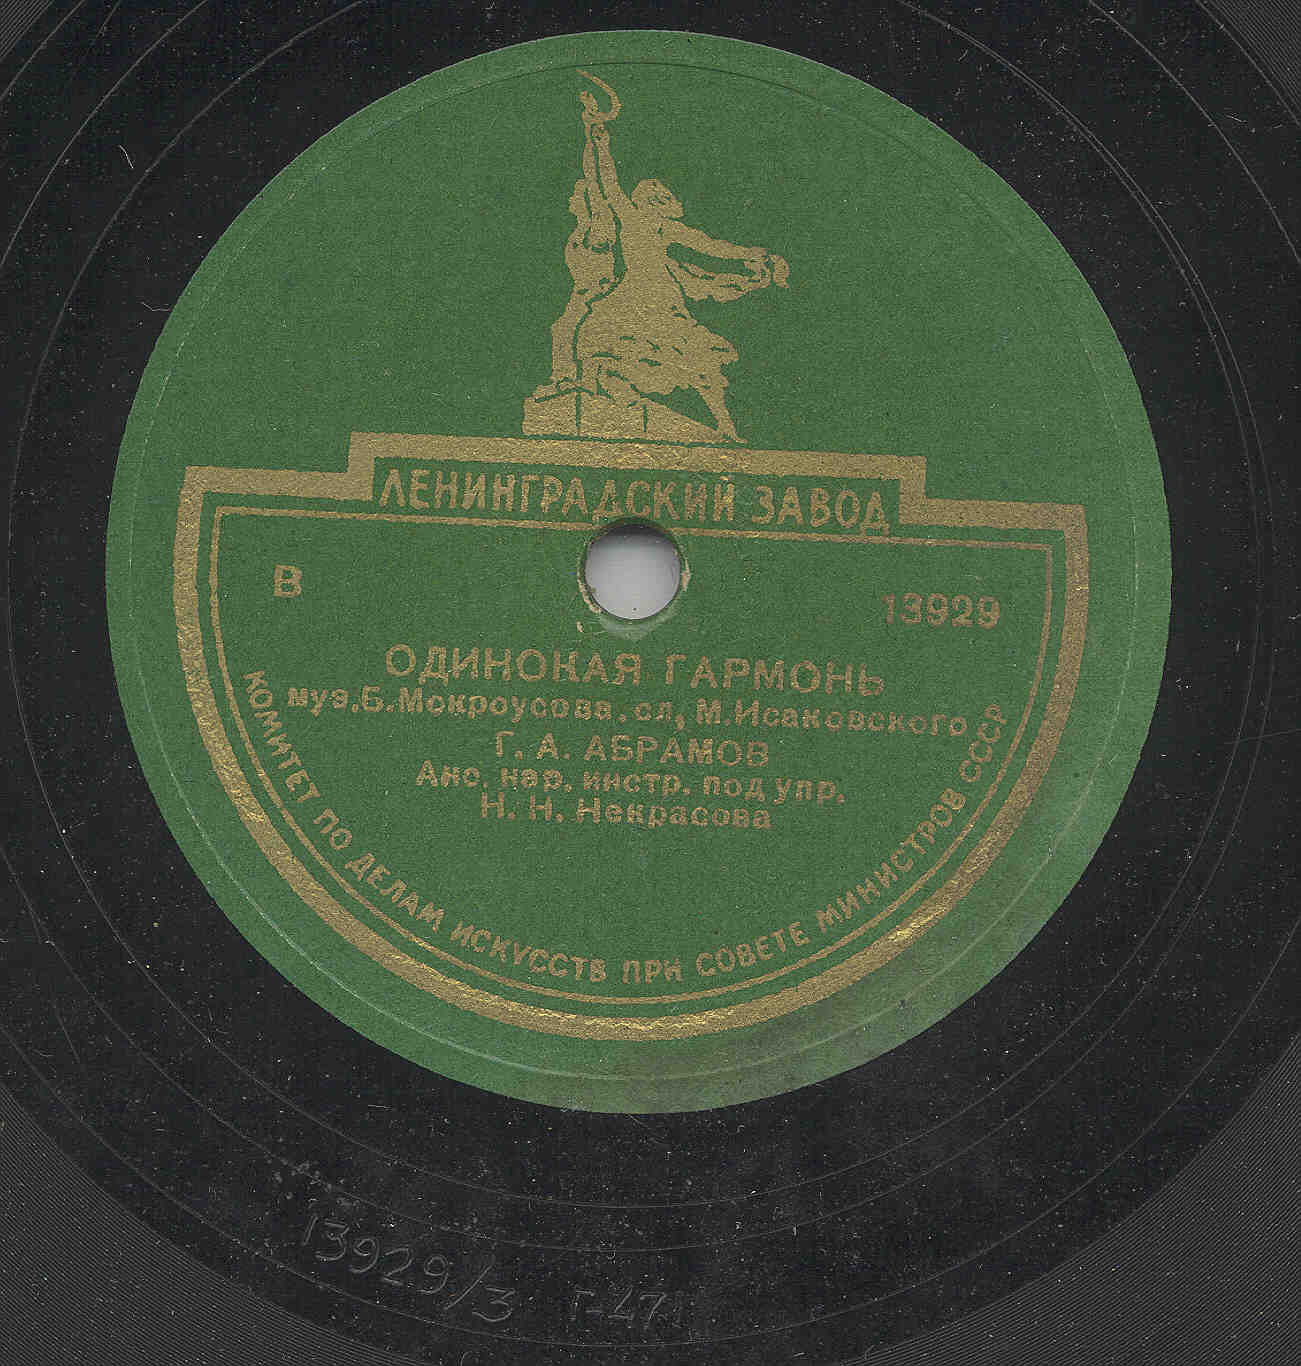 ЛЕНИНГРАДСКИЙ ЗАВОД
В 13929
ОДИНОКАЯ ГАРМОНЬ
муз. Б. Мокроусова. сл. М. Исаковского
Г. А. АБРАМОВ
Анс. нар. инстр. под упр.
Н. Н. Некрасова
КОМИТЕТ ПО ДЕЛАМ ИСКУССТВ ПРИ СОВЕТЕ МИНИСТРОВ СССР
13929/3 Г-471